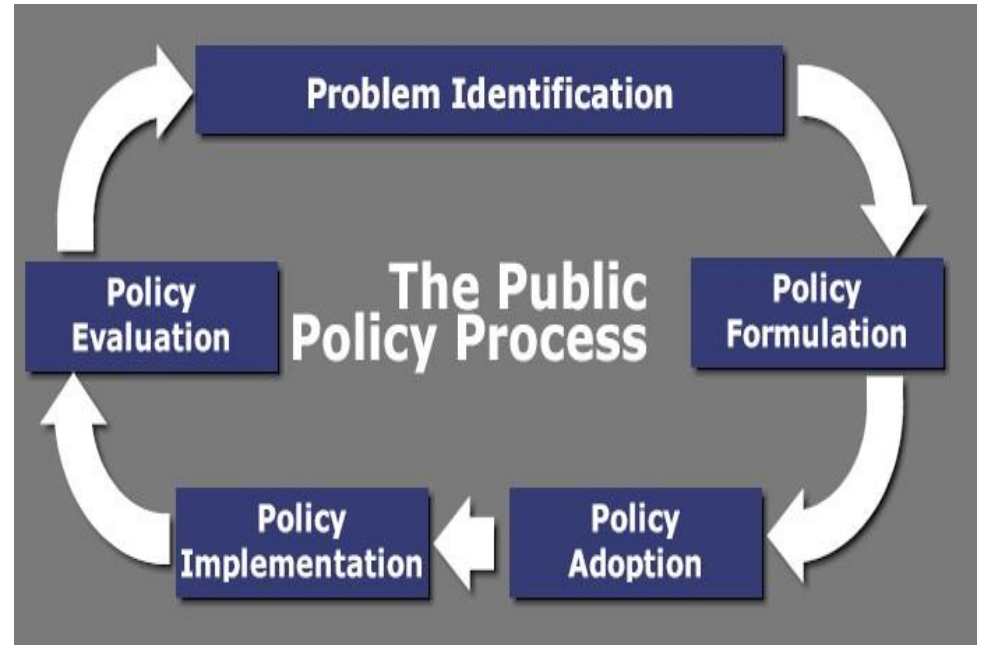 Problem Identification
The Public
Policy Process
Policy
Formulation
Policy
Adoption
Policy
Implementation
Policy
Evaluation